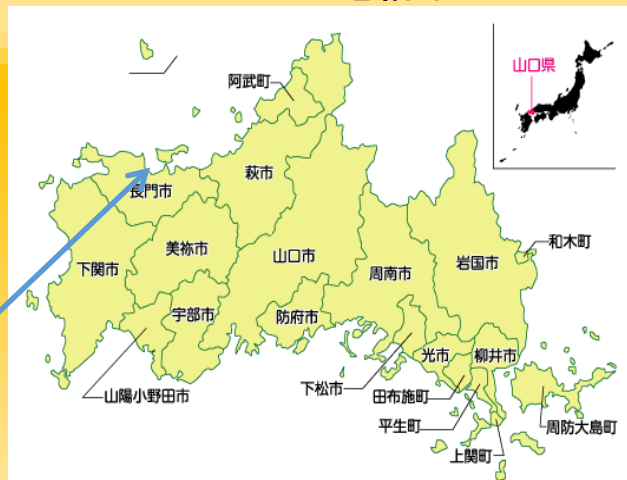 山口県
阿武町
萩市
長門市
和木町
美祢市
山口市
下関市
岩国市
周南市
宇部市
防府市
光市
柳井市
下松市
山陽小野田市
田布施町
平生町
周防大島町
上関町